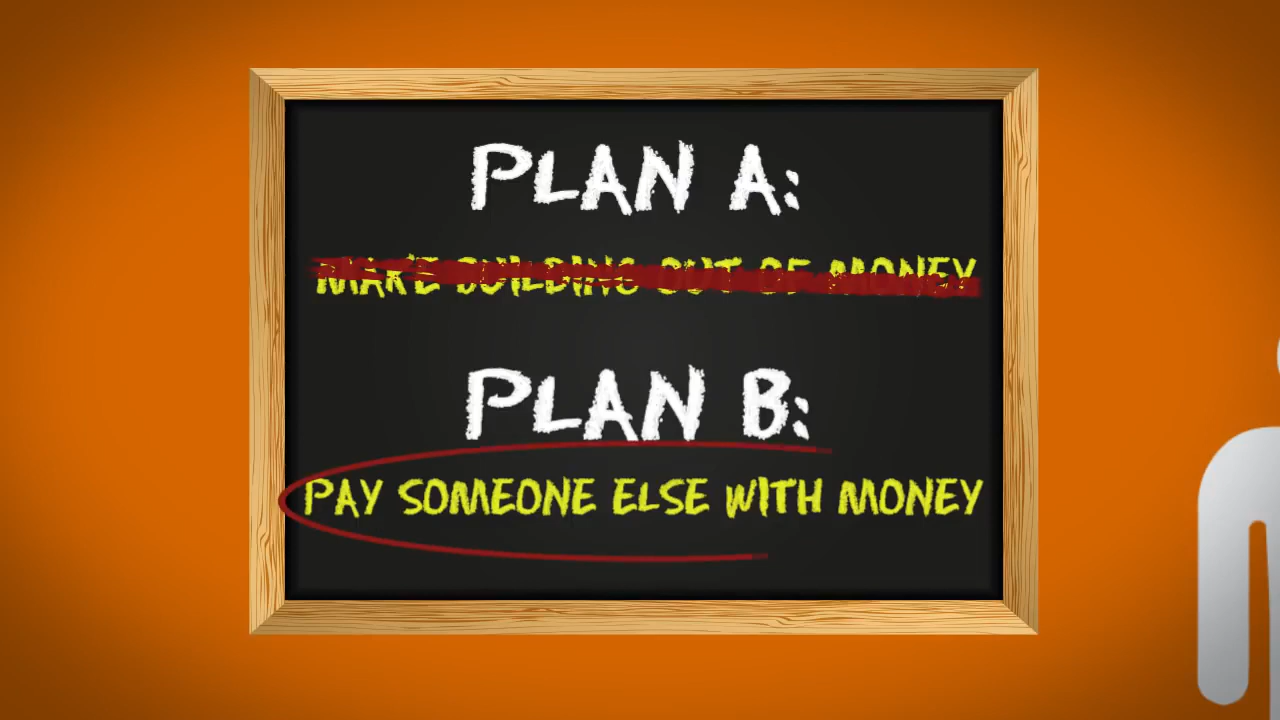 PLAN A:
MAKE BUILDING OUT OF MONEY
PLAN B:
PAY SOMEONE ELSE WITH MONEY